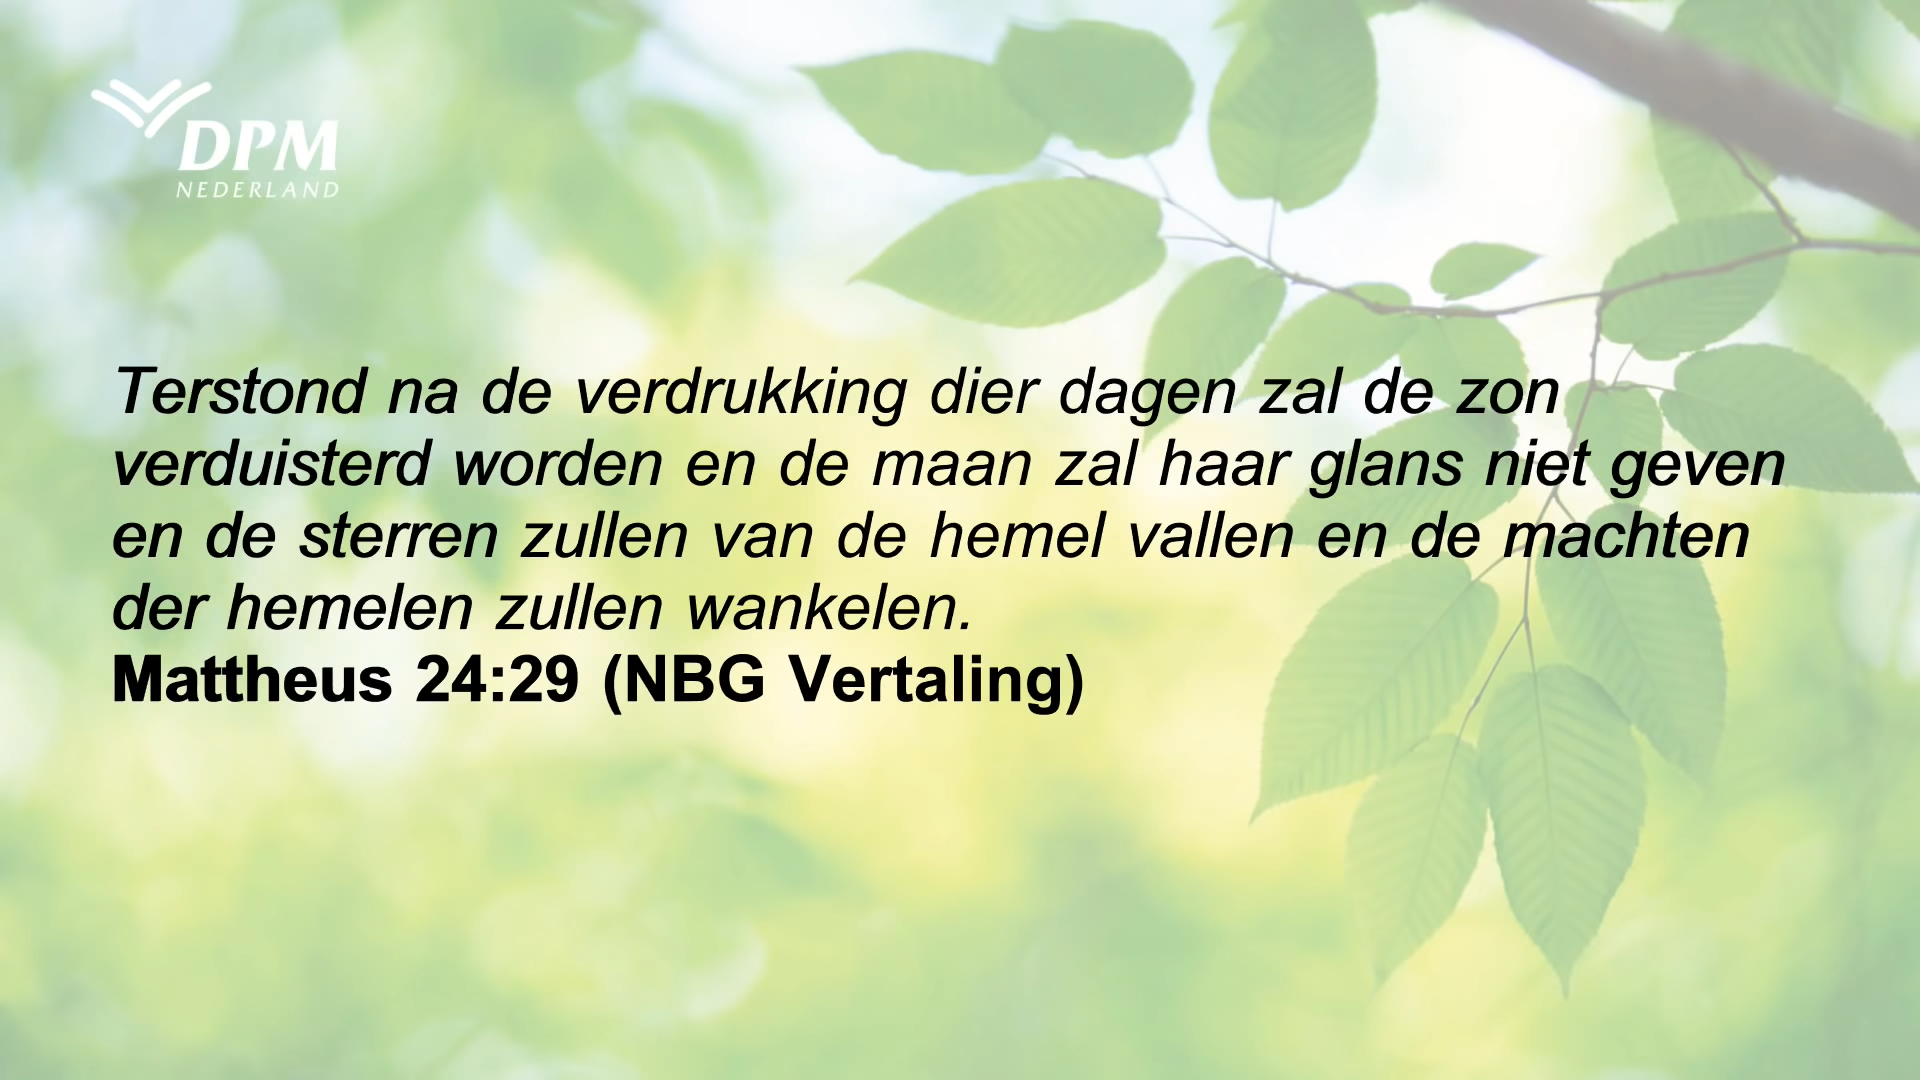 DPM
NEDERLAND
Terstond na de verdrukking dier dagen zal de zon
verduisterd worden en de maan zal haar glans niet geven
en de sterren zullen van de hemel vallen en de machten
der hemelen zullen wankelen.
Mattheus 24:29 (NBG Vertaling)